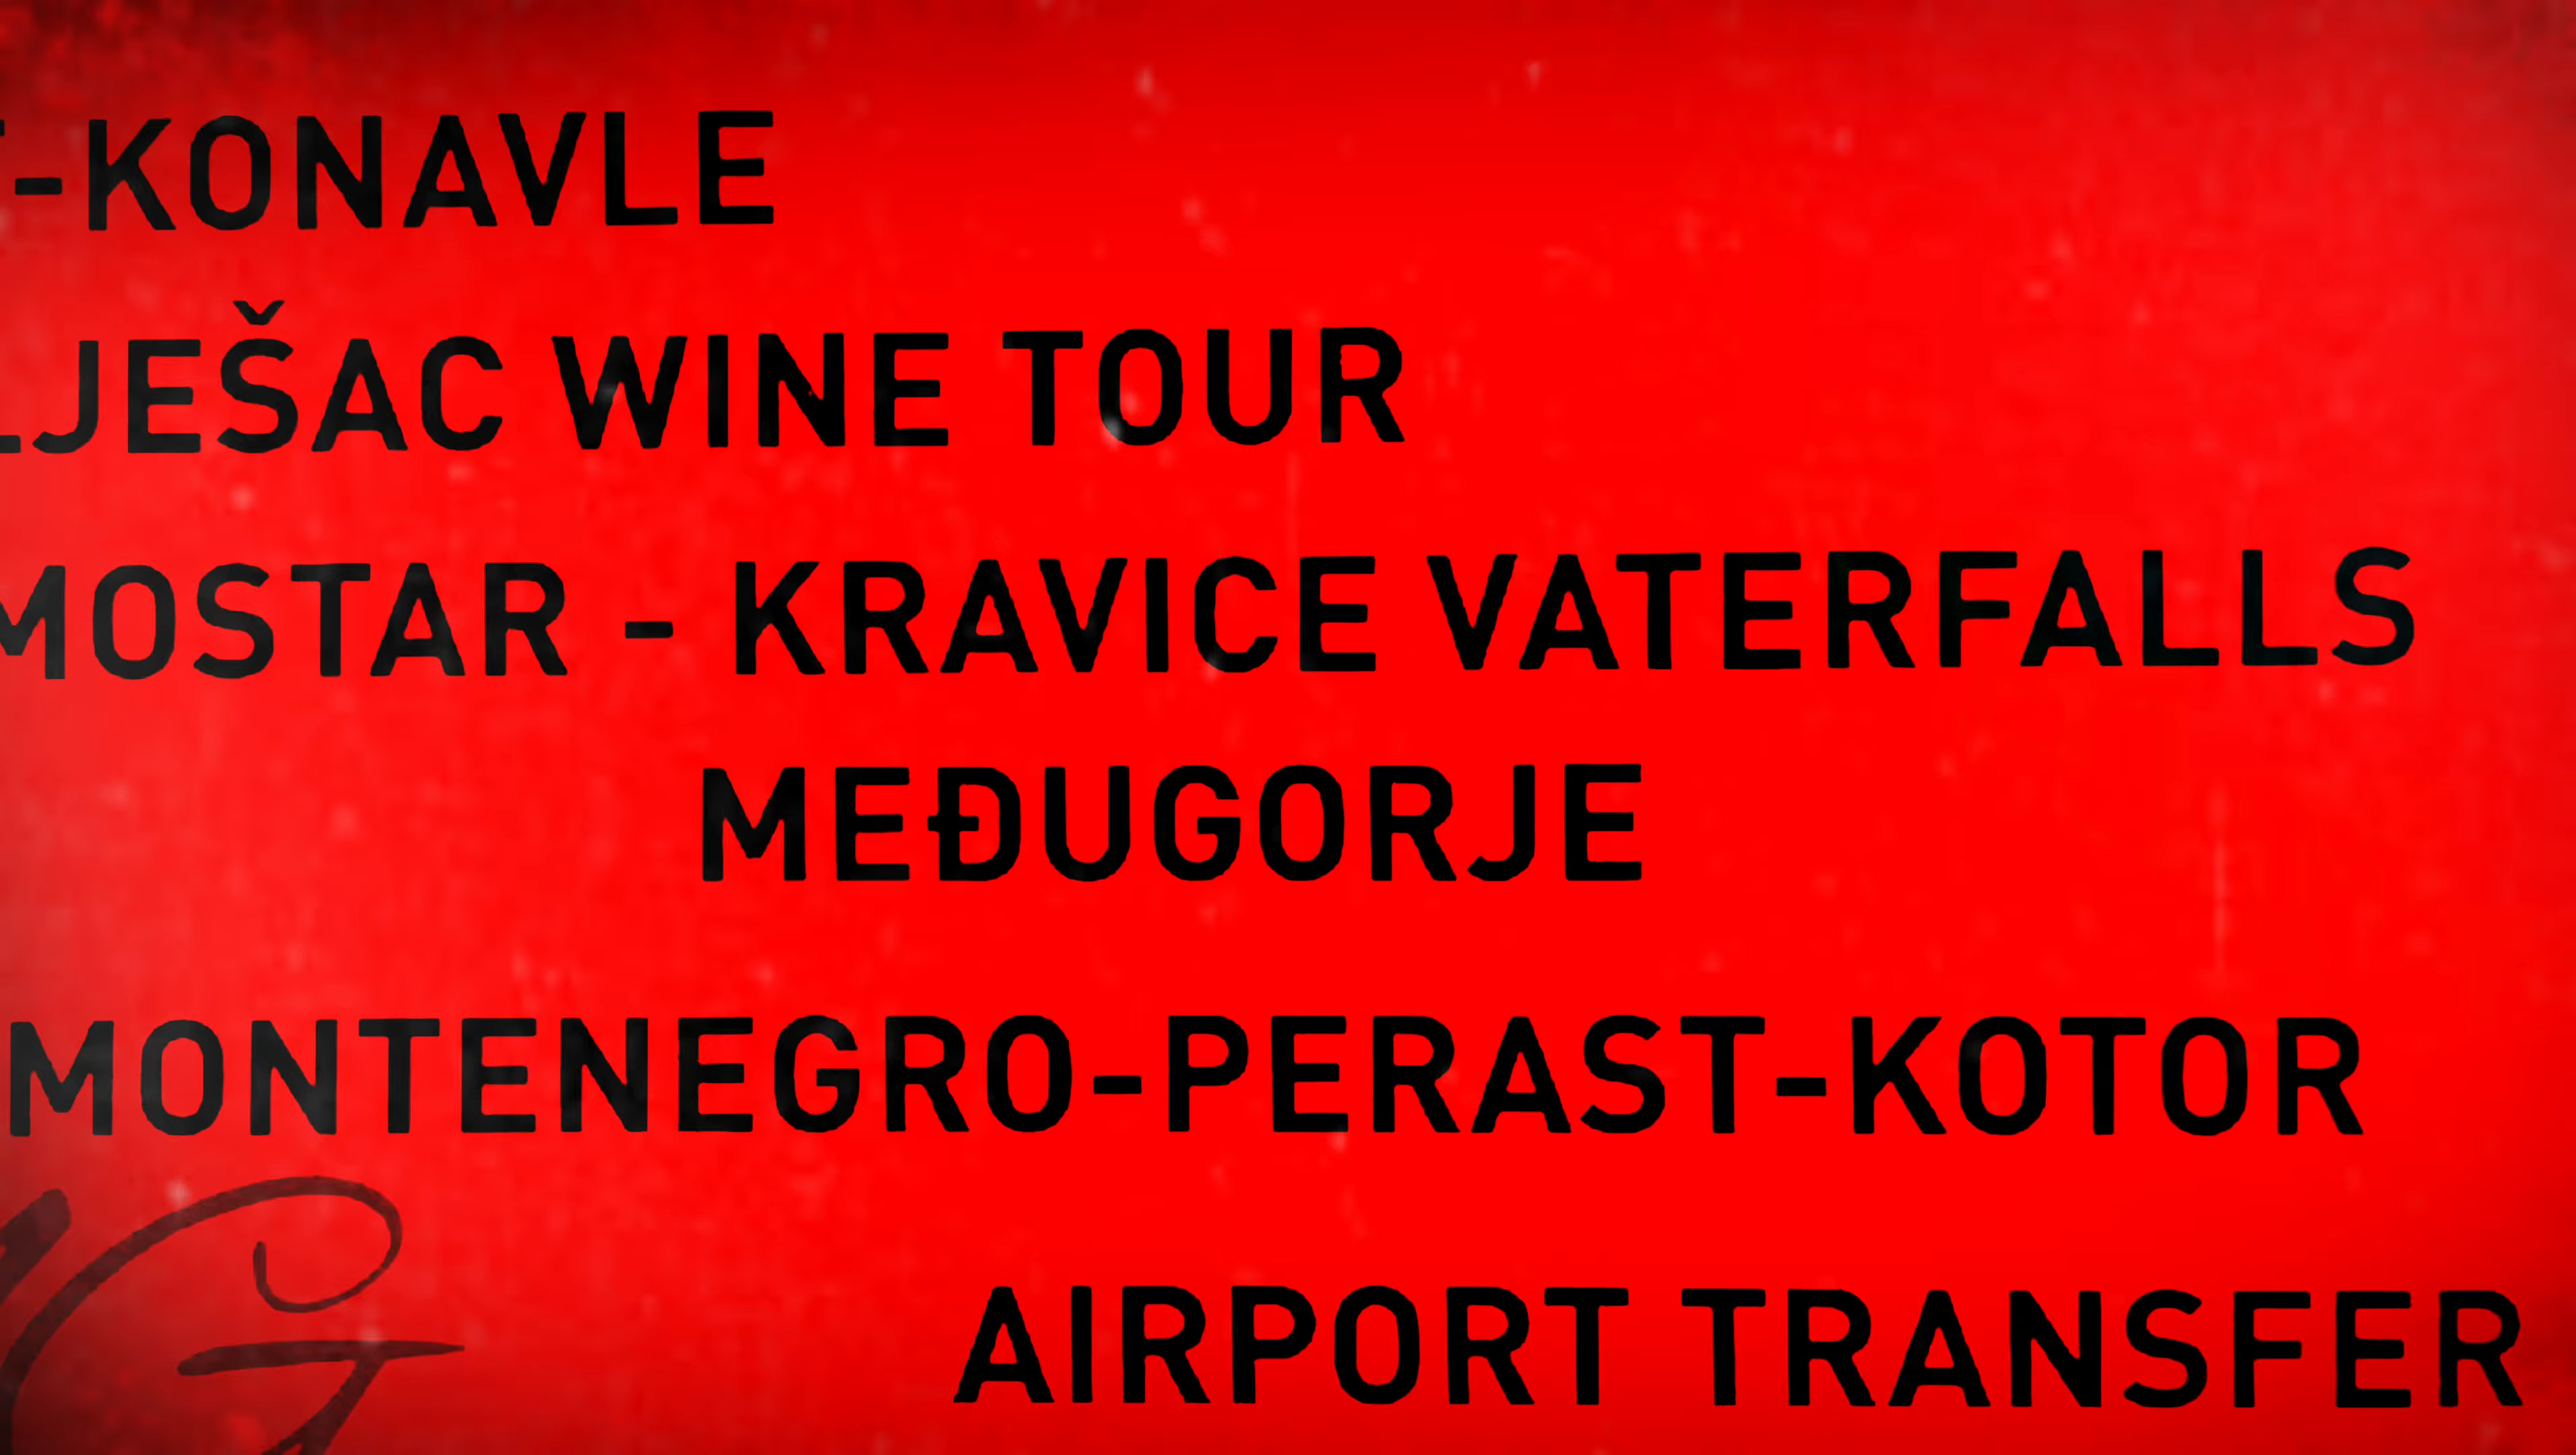 -KONAVLE
LJEŠAC WINE TOUR
MOSTAR - KRAVICE VATERFALLS
MEĐUGORJE
MONTENEGRO-PERAST-KOTOR
AIRPORT TRANSFER
G